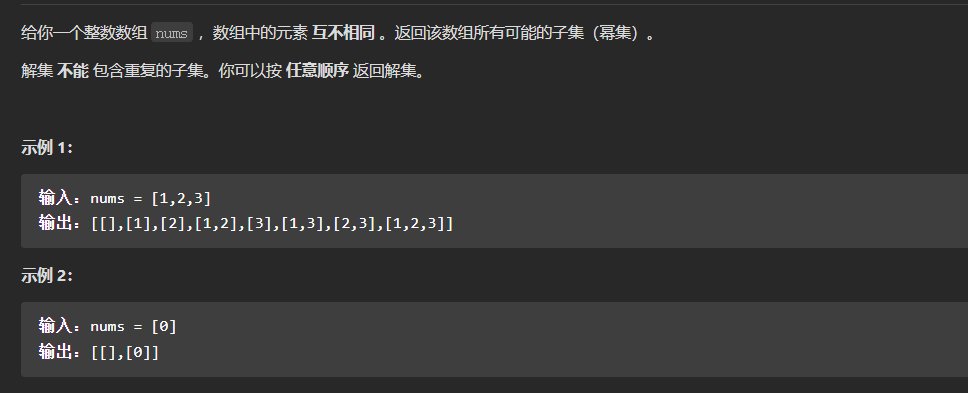 给你一个整数数组 nums ，数组中的元素 互不相同 。返回该数组所有可能的子集（幂集）。
解集 不能 包含重复的子集。你可以按 任意顺序 返回解集。
示例 1：
输入：nums = [1,2,3]
输出：[[],[1],[2],[1,2],[3],[1,3],[2,3],[1,2,3]]
示例 2：
输入：nums = [0]
输出：[[],[0]]